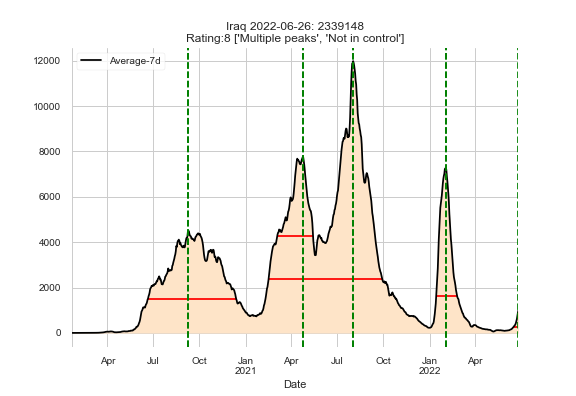 Iraq 2022-06-26: 2339148
Rating:8 ['Multiple peaks', 'Not in control']
Average-7d
12000
10000
8000
6000
4000
2000
0
Apr Jul Oct Jan Apr Jul Oct Jan Apr
2021 2022
Date